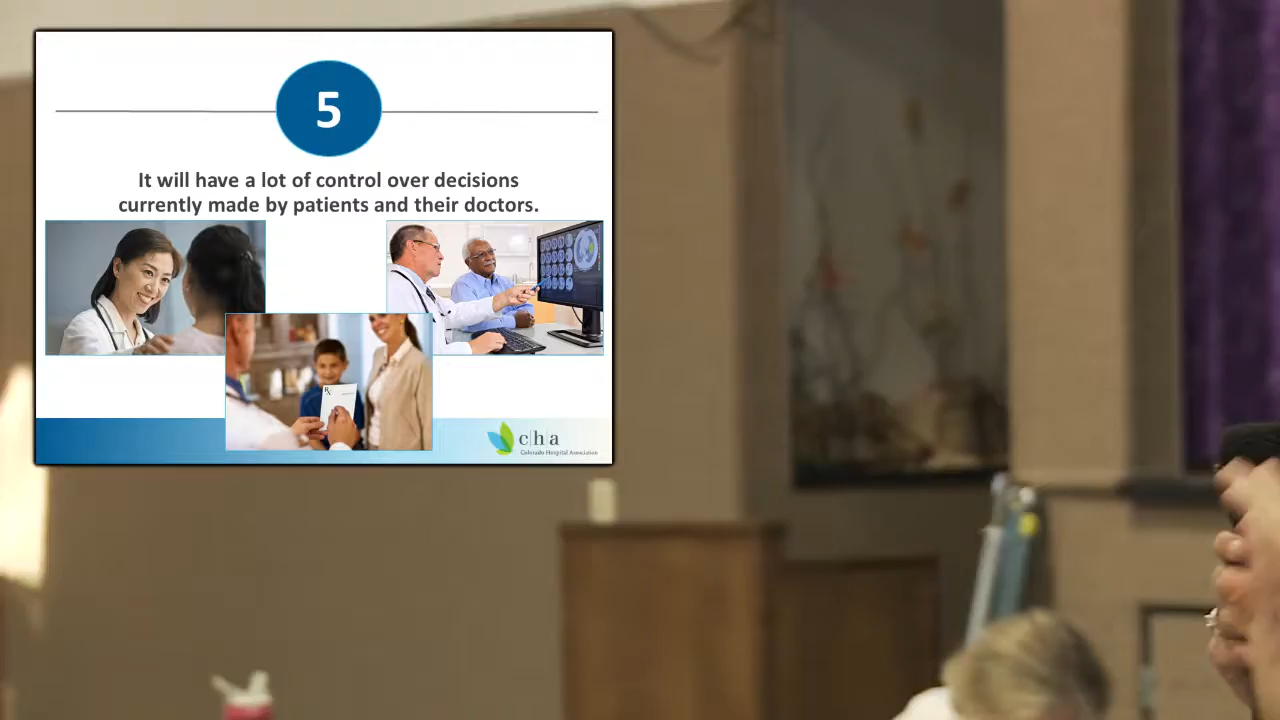 5
It will have a lot of control over decisions
currently made by patients and their doctors.
Rx
cha
Colorado Hospital Association